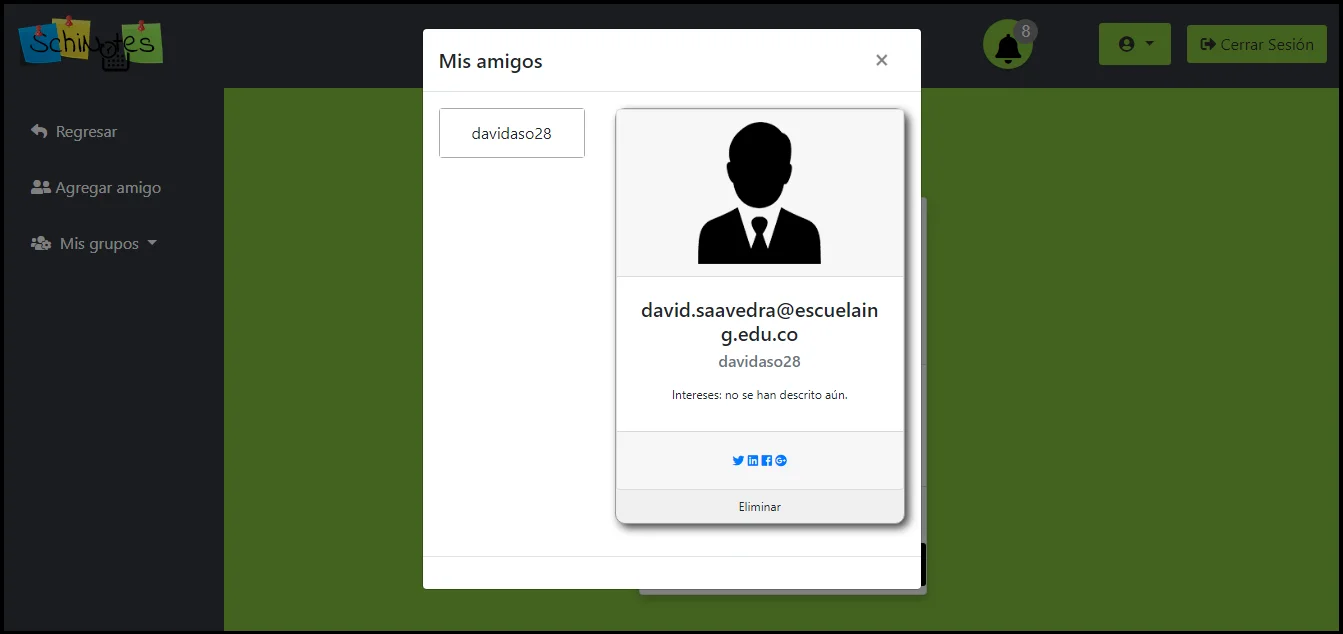 SchiNotes
Mis amigos
×
8
Cerrar Sesión
Regresar
Agregar amigo
Mis grupos
davidaso28
david.saavedra@escuelain
g.edu.co
davidaso28
Intereses: no se han descrito aún.
Eliminar